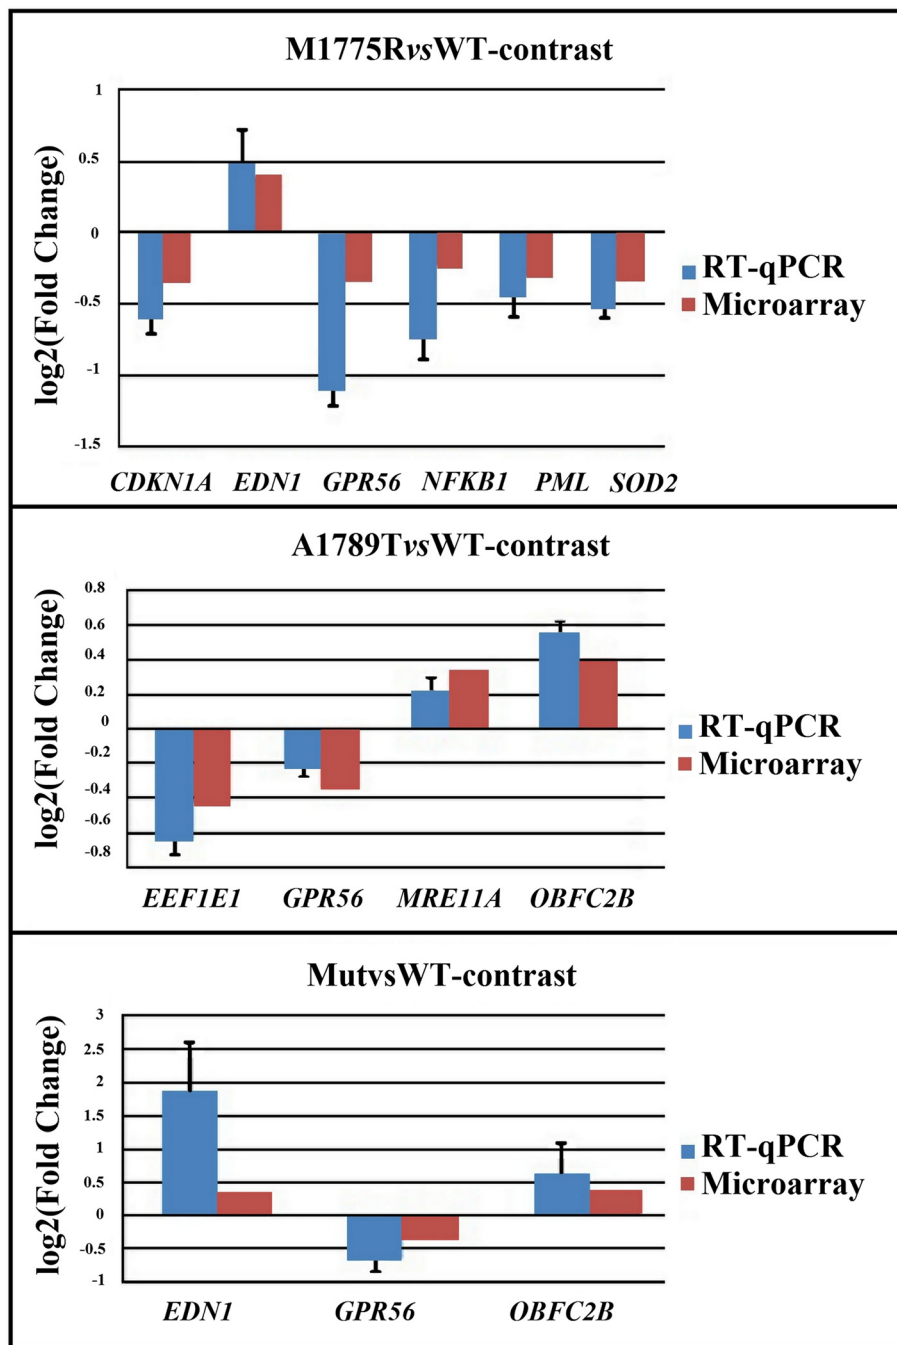 M1775RvsWT-contrast
log2(Fold Change)
1
0.5
0
-0.5
-1
-1.5
CDKN1A EDN1 GPR56 NFKB1 PML SOD2
RT-qPCR
Microarray
A1789TvsWT-contrast
log2(Fold Change)
0.8
0.6
0.4
0.2
0
-0.2
-0.4
-0.6
-0.8
EEF1E1 GPR56 MRE11A OBFC2B
RT-qPCR
Microarray
MutvsWT-contrast
log2(Fold Change)
3
2.5
2
1.5
1
0.5
0
-0.5
-1
EDN1 GPR56 OBFC2B
RT-qPCR
Microarray